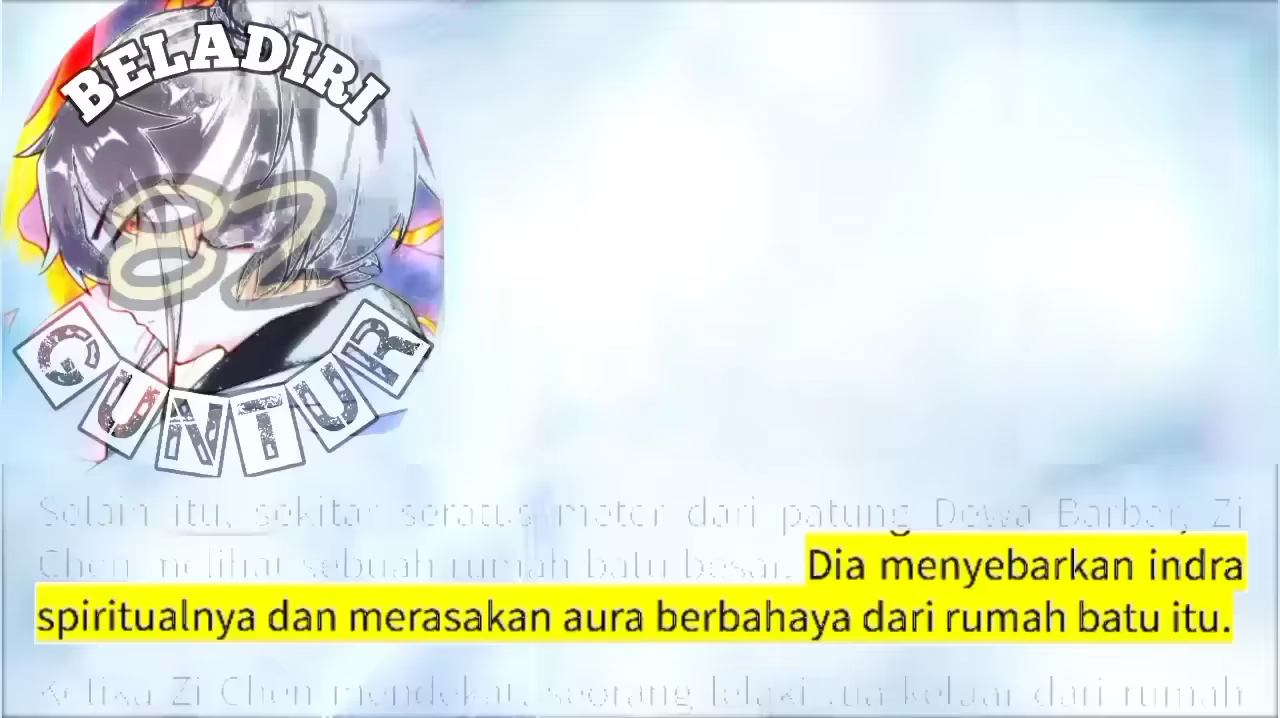 BELADIRI
82
GUNTUR
Selain itu, sekitar seratus meter dari patung Dewa Barbar, Zi
Chen melihat sebuah rumah batu besar. Dia menyebarkan indra
spiritualnya dan merasakan aura berbahaya dari rumah batu itu.
Ketika Zi Chen mendekat, seorang lelaki tua keluar dari rumah